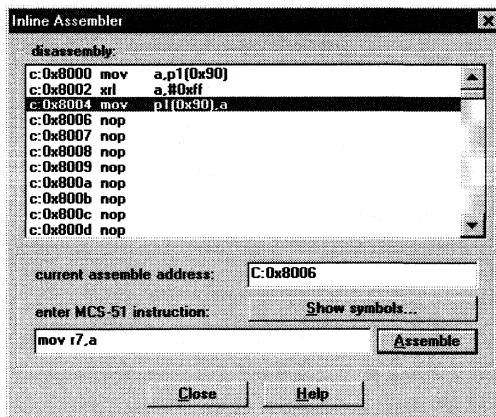 Inline Assembler
disassembly:
c:0x8000 mov a,p1(0x90)
c:0x8002 xrl a,#0xff
c:0x8004 mov p1(0x90),a
c:0x8006 nop
c:0x8007 nop
c:0x8008 nop
c:0x8009 nop
c:0x800a nop
c:0x800b nop
c:0x800c nop
c:0x800d nop
current assemble address: C:0x8006
enter MCS-51 instruction: Show symbols...
mov r7,a Assemble
Close Help